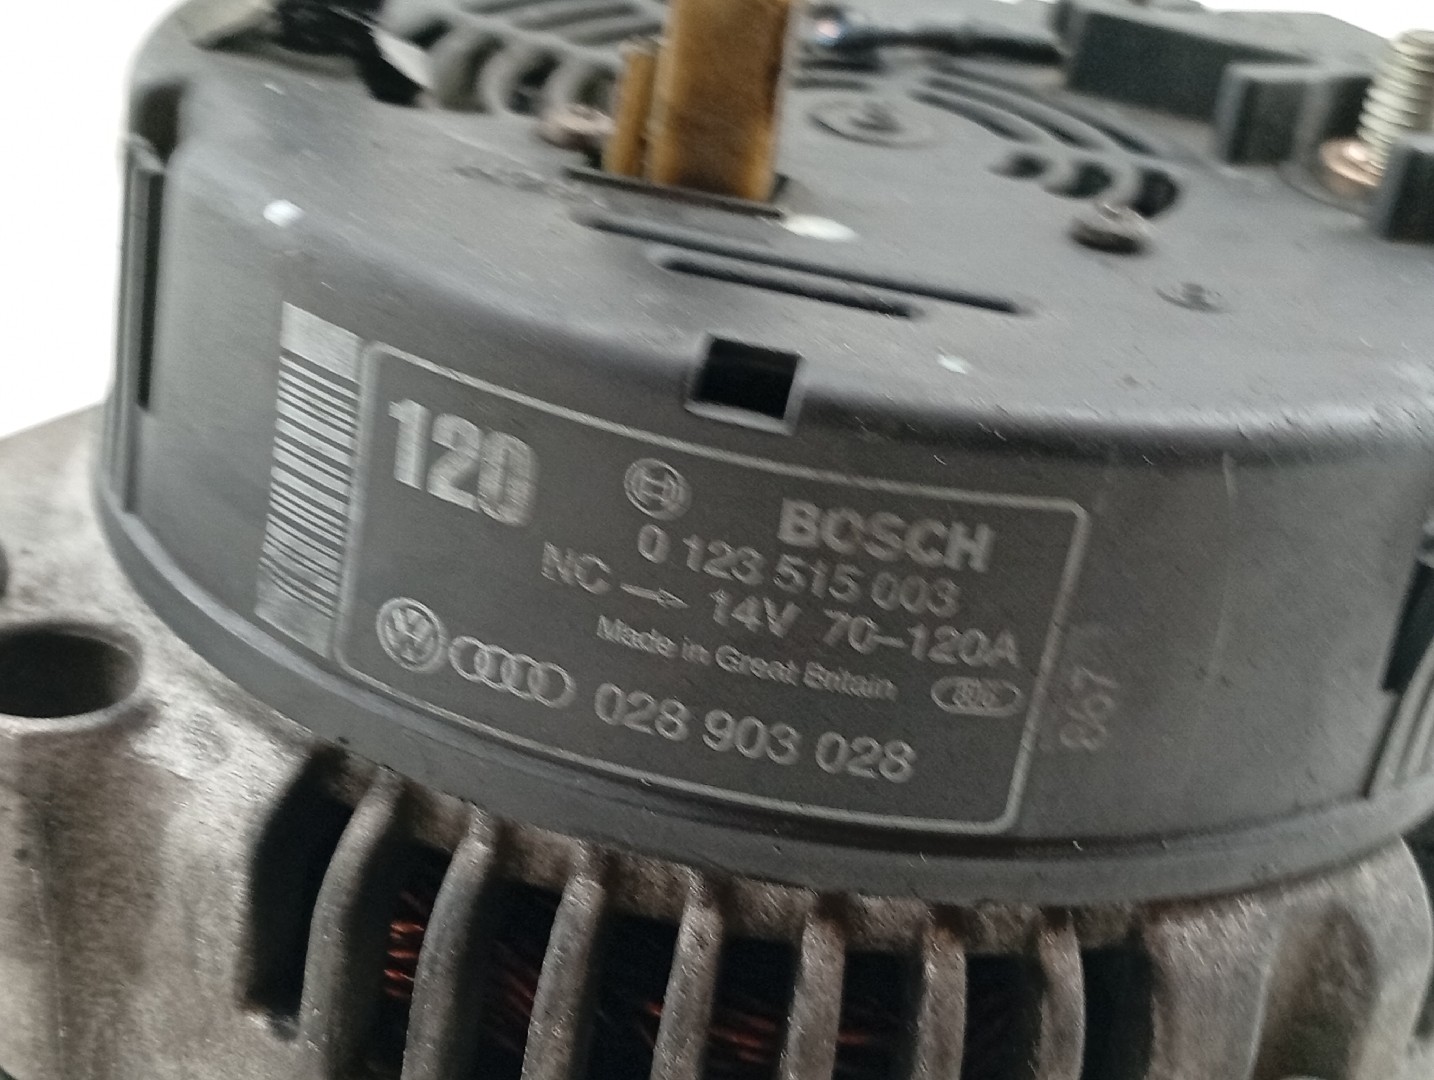 120
BOSCH
0 123 515 003
NC 14V 70-120A
Made in Great Britain
028 903 028